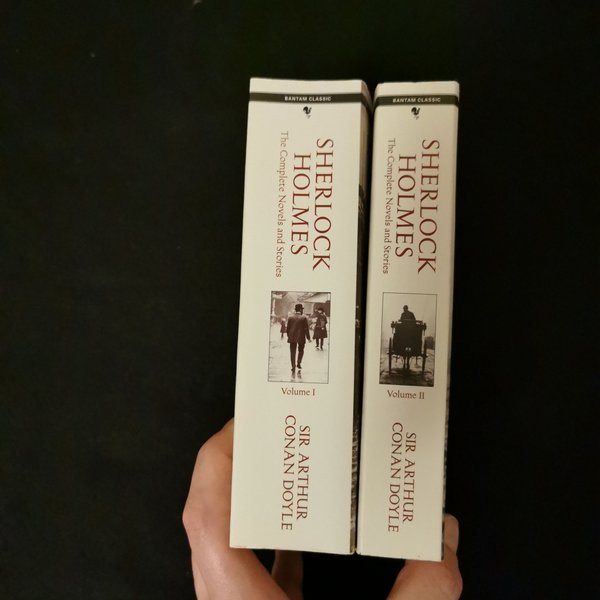 BANTAM CLASSIC
SHERLOCK
HOLMES
The Complete Novels and Stories
Volume I
SIR ARTHUR
CONAN DOYLE
BANTAM CLASSIC
SHERLOCK
HOLMES
The Complete Novels and Stories
Volume II
SIR ARTHUR
CONAN DOYLE